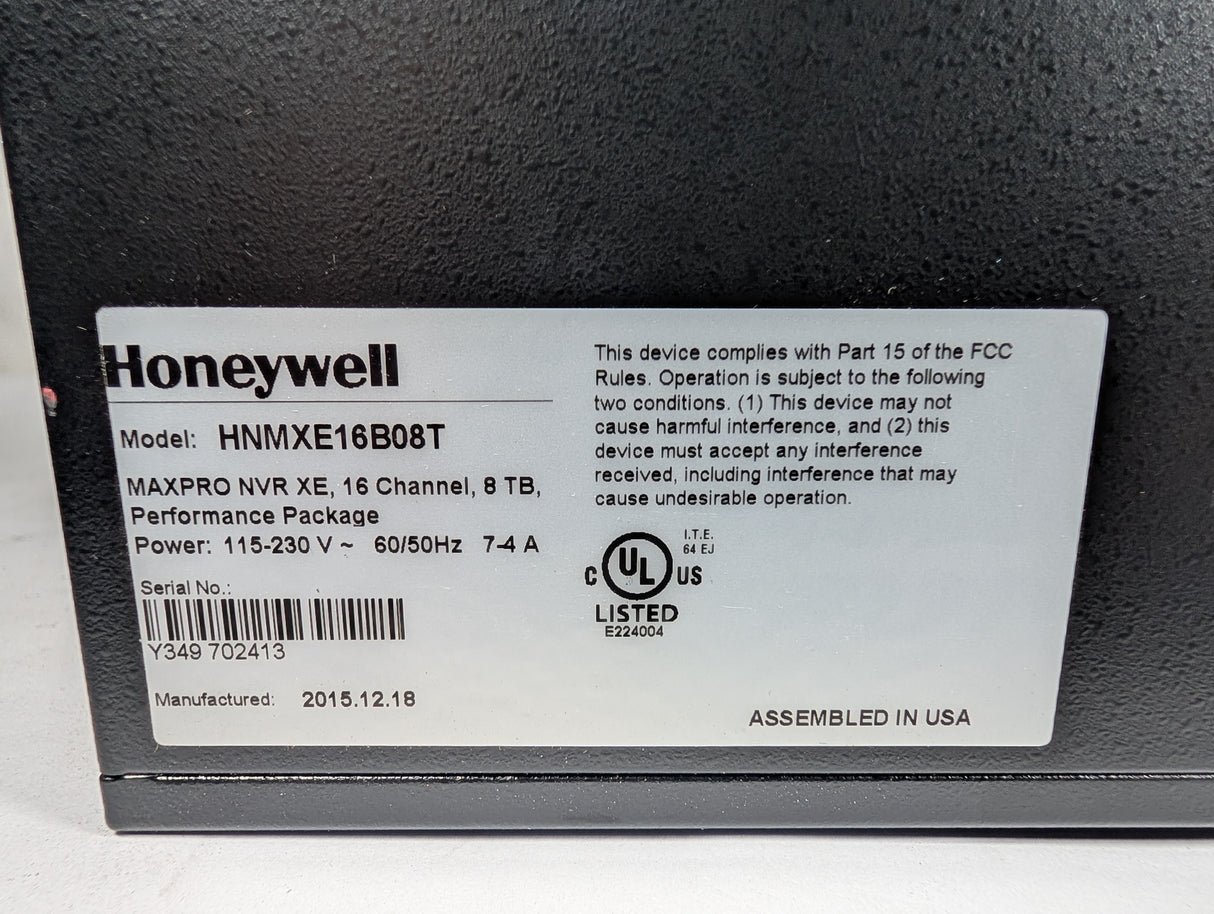 Honeywell
Model: HNMXE16B08T
MAXPRO NVR XE, 16 Channel, 8 TB,
Performance Package
Power: 115-230 V ~ 60/50Hz 7-4 A
Serial No.:
Y349 702413
Manufactured: 2015.12.18
This device complies with Part 15 of the FCC
Rules. Operation is subject to the following
two conditions. (1) This device may not
cause harmful interference, and (2) this
device must accept any interference
received, including interference that may
cause undesirable operation.
I.T.E.
64 EJ
C UL US
LISTED
E224004
ASSEMBLED IN USA